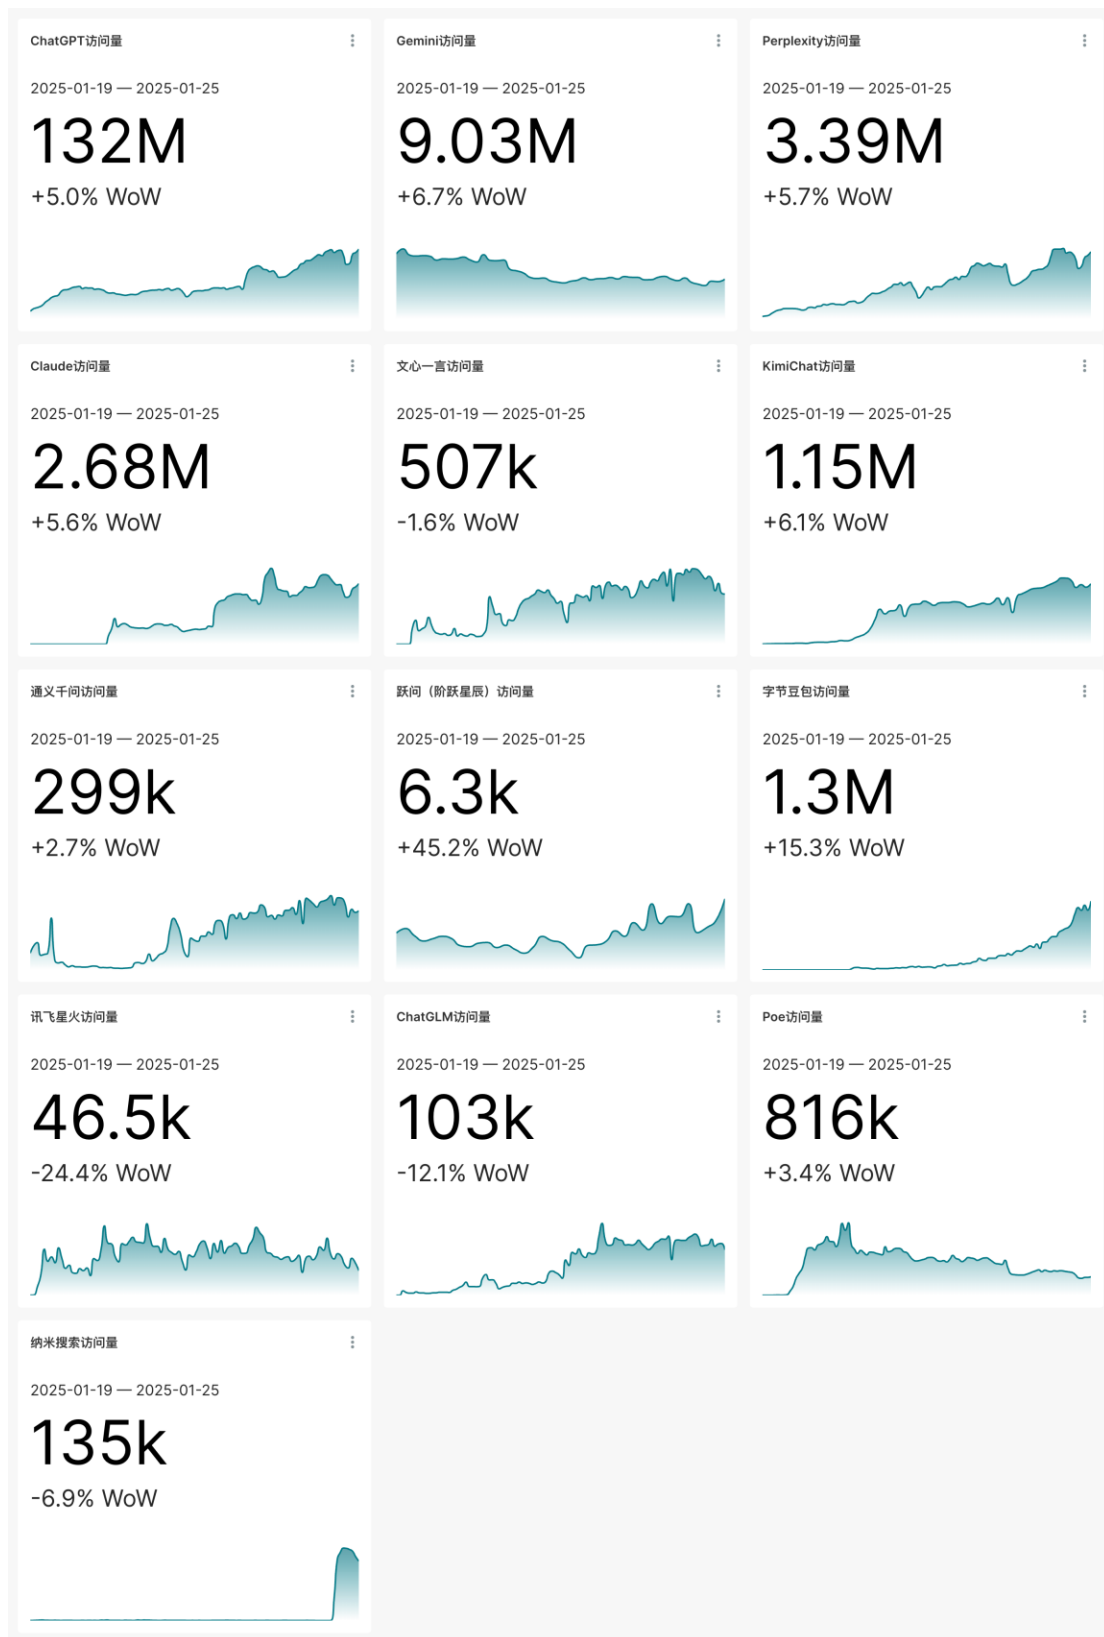 ChatGPT访问量
2025-01-19 — 2025-01-25
132M
+5.0% WoW
Gemini访问量
2025-01-19 — 2025-01-25
9.03M
+6.7% WoW
Perplexity访问量
2025-01-19 — 2025-01-25
3.39M
+5.7% WoW
Claude访问量
2025-01-19 — 2025-01-25
2.68M
+5.6% WoW
文心一言访问量
2025-01-19 — 2025-01-25
507k
-1.6% WoW
KimiChat访问量
2025-01-19 — 2025-01-25
1.15M
+6.1% WoW
通义千问访问量
2025-01-19 — 2025-01-25
299k
+2.7% WoW
跃问（阶跃星辰）访问量
2025-01-19 — 2025-01-25
6.3k
+45.2% WoW
字节豆包访问量
2025-01-19 — 2025-01-25
1.3M
+15.3% WoW
讯飞星火访问量
2025-01-19 — 2025-01-25
46.5k
-24.4% WoW
ChatGLM访问量
2025-01-19 — 2025-01-25
103k
-12.1% WoW
Poe访问量
2025-01-19 — 2025-01-25
816k
+3.4% WoW
纳米搜索访问量
2025-01-19 — 2025-01-25
135k
-6.9% WoW